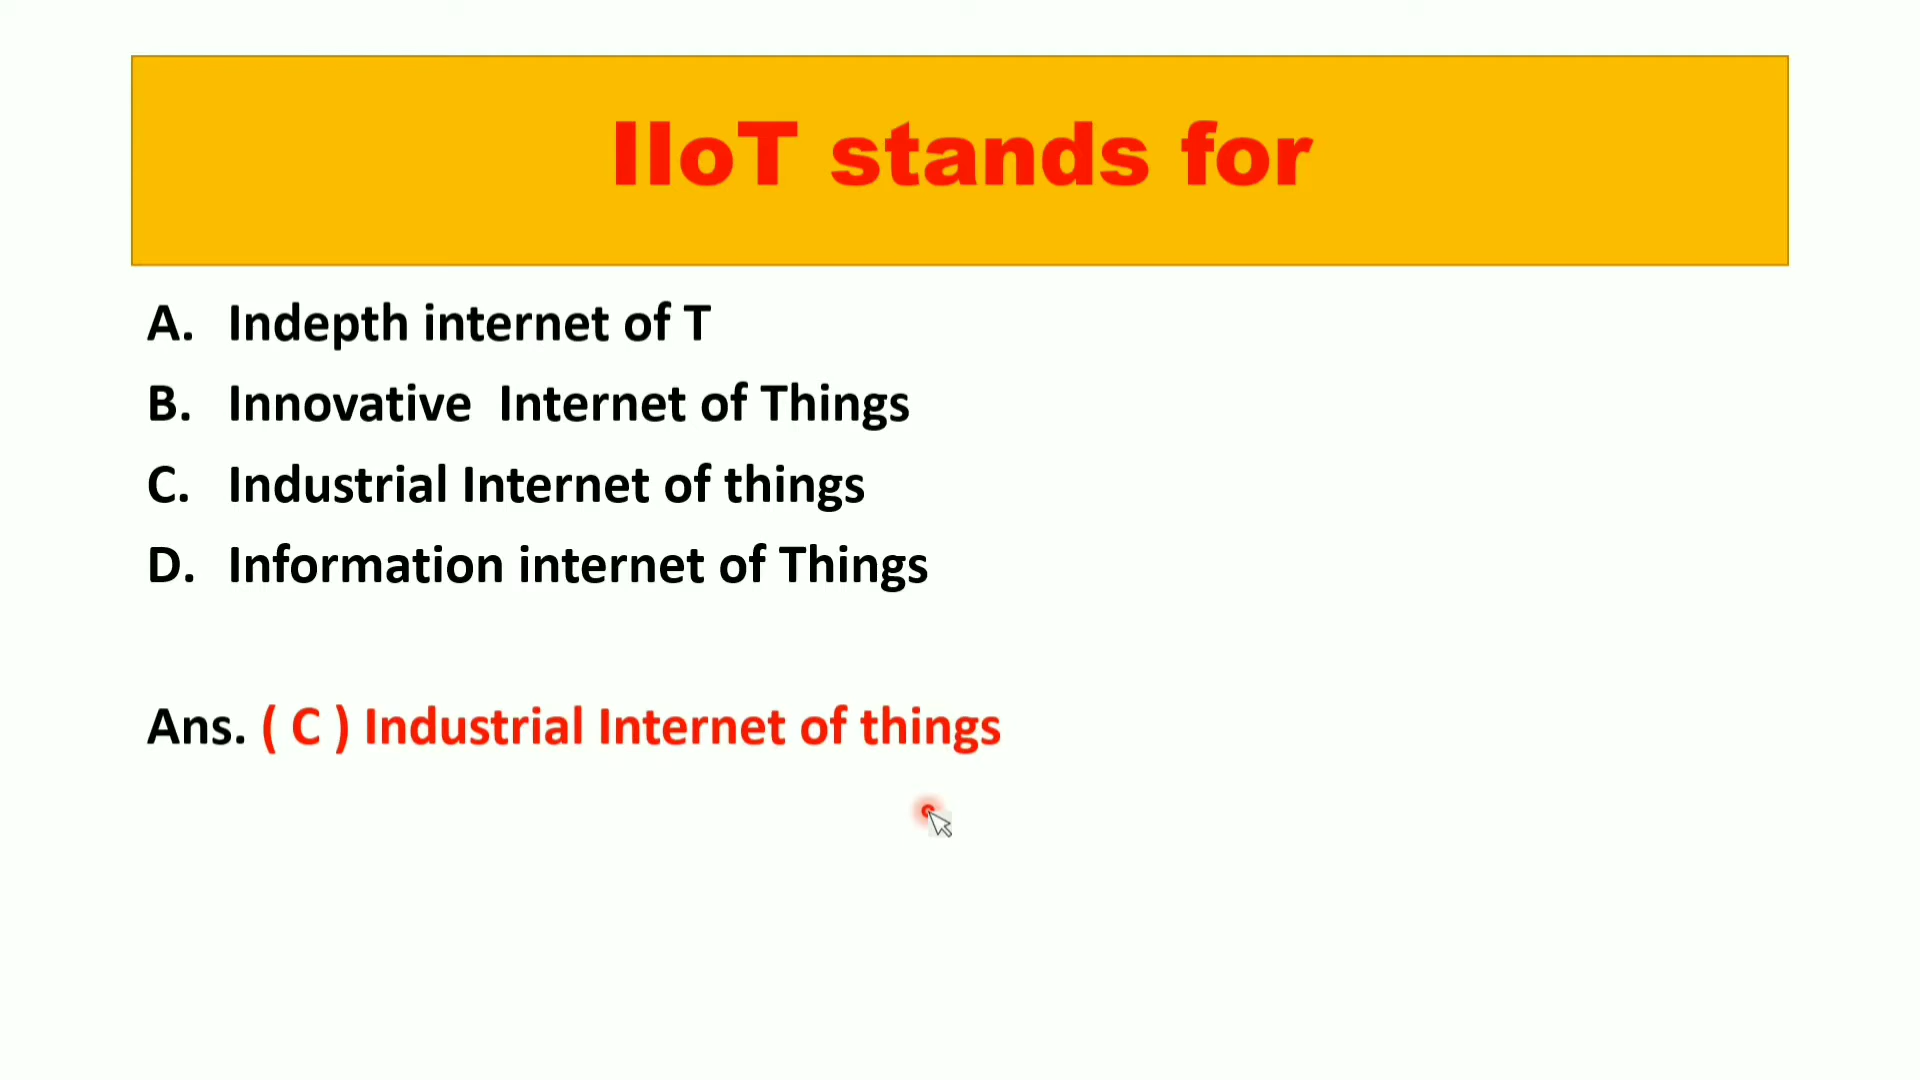 IIoT stands for
A. Indepth internet of T
B. Innovative Internet of Things
C. Industrial Internet of things
D. Information internet of Things
Ans. ( C ) Industrial Internet of things